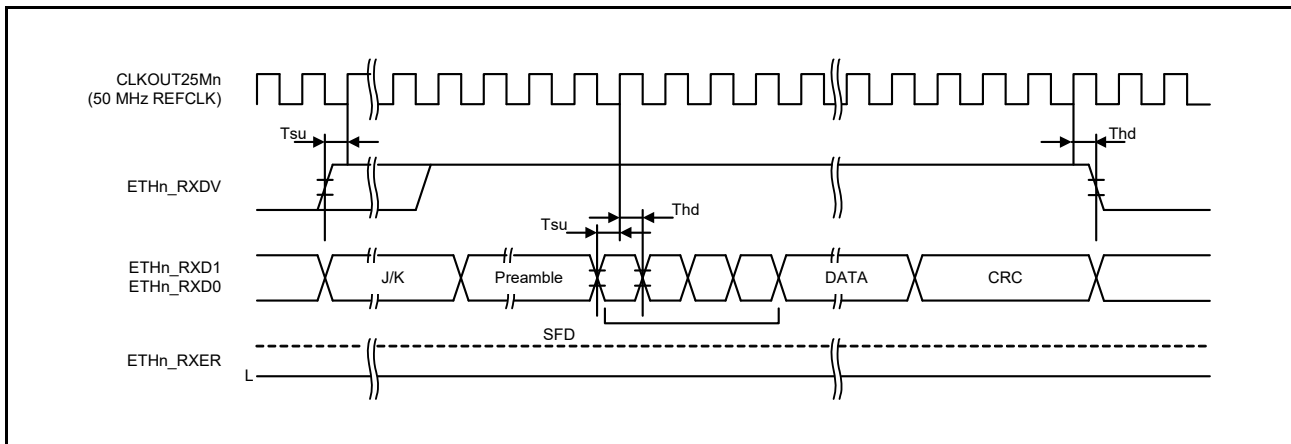 CLKOUT25Mn
(50 MHz REFCLK)
Tsu
Thd
ETHn_RXDV
Tsu
Thd
ETHn_RXD1
ETHn_RXD0
J/K
Preamble
DATA
CRC
SFD
ETHn_RXER
L